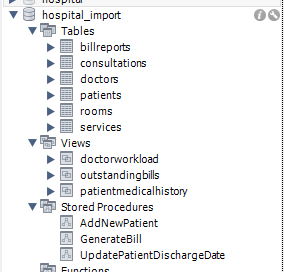 hospital
hospital_import
Tables
billreports
consultations
doctors
patients
rooms
services
Views
doctorworkload
outstandingbills
patientmedicalhistory
Stored Procedures
AddNewPatient
GenerateBill
UpdatePatientDischargeDate
Functions